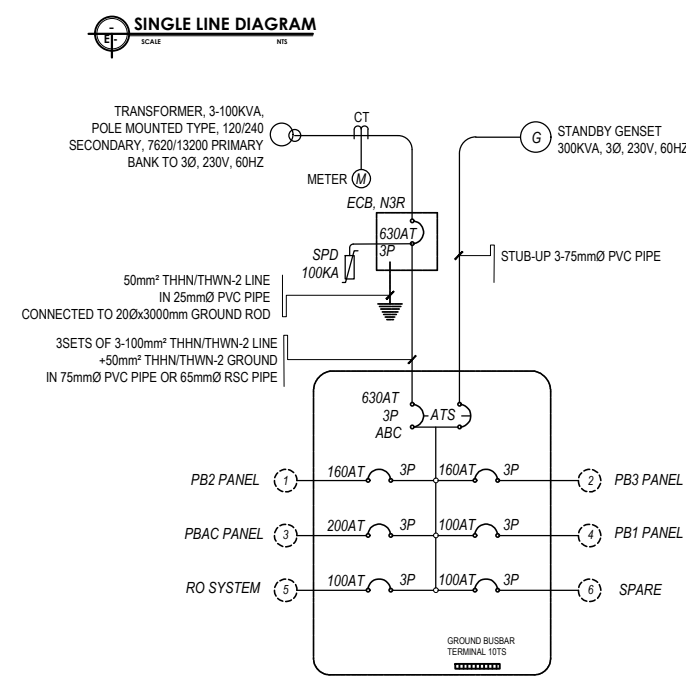 SINGLE LINE DIAGRAM
SCALE NTS
-
E -
TRANSFORMER, 3-100KVA,
POLE MOUNTED TYPE, 120/240
SECONDARY, 7620/13200 PRIMARY
BANK TO 3Ø, 230V, 60HZ
CT
METER M
G
STANDBY GENSET
300KVA, 3Ø, 230V, 60HZ
ECB, N3R
630AT
3P
SPD
100KA
STUB-UP 3-75mmØ PVC PIPE
50mm² THHN/THWN-2 LINE
IN 25mmØ PVC PIPE
CONNECTED TO 20Øx3000mm GROUND ROD
3SETS OF 3-100mm² THHN/THWN-2 LINE
+50mm² THHN/THWN-2 GROUND
IN 75mmØ PVC PIPE OR 65mmØ RSC PIPE
630AT
3P
ABC
ATS
PB2 PANEL 1 160AT 3P 160AT 3P 2 PB3 PANEL
PBAC PANEL 3 200AT 3P 100AT 3P 4 PB1 PANEL
RO SYSTEM 5 100AT 3P 100AT 3P 6 SPARE
GROUND BUSBAR
TERMINAL 10TS